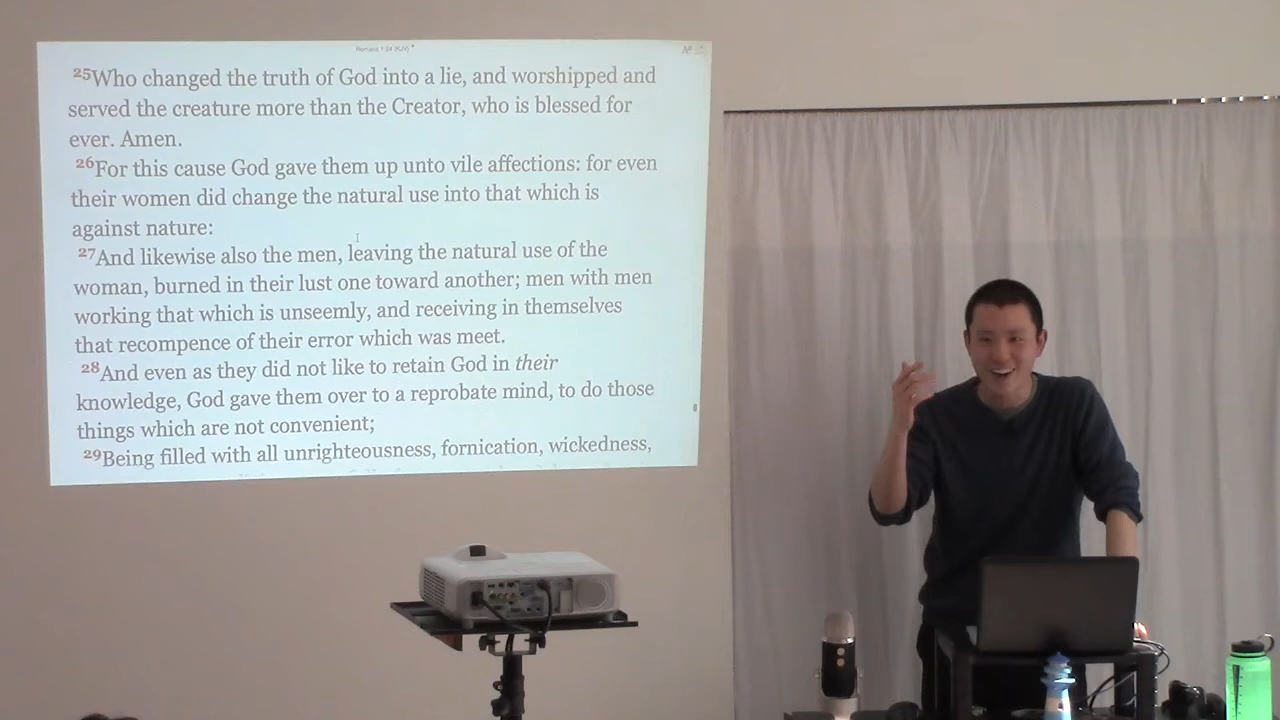 Romans 1:24 (KJV)
25Who changed the truth of God into a lie, and worshipped and
served the creature more than the Creator, who is blessed for
ever. Amen.
26For this cause God gave them up unto vile affections: for even
their women did change the natural use into that which is
against nature:
27And likewise also the men, leaving the natural use of the
woman, burned in their lust one toward another; men with men
working that which is unseemly, and receiving in themselves
that recompence of their error which was meet.
28And even as they did not like to retain God in their
knowledge, God gave them over to a reprobate mind, to do those
things which are not convenient;
29Being filled with all unrighteousness, fornication, wickedness,